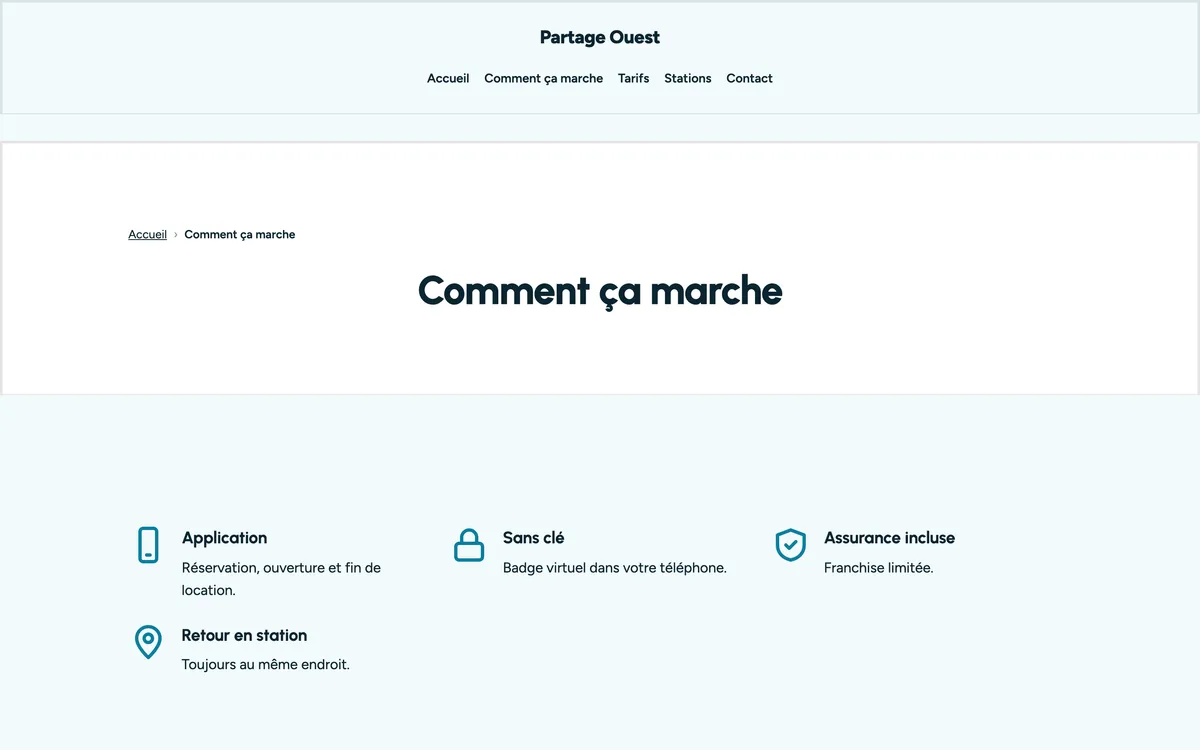 Partage Ouest
Accueil Comment ça marche Tarifs Stations Contact
Accueil › Comment ça marche
Comment ça marche
Application
Réservation, ouverture et fin de
location.
Sans clé
Badge virtuel dans votre téléphone.
Assurance incluse
Franchise limitée.
Retour en station
Toujours au même endroit.